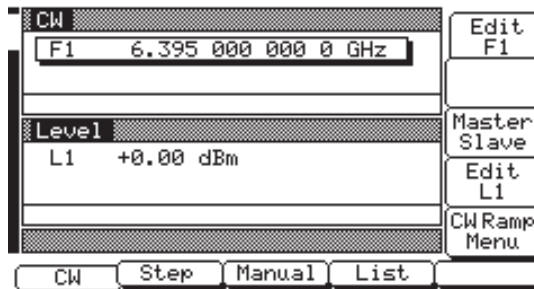 CW
F1 6.395 000 000 0 GHz
Level
L1 +0.00 dBm
Edit
F1
Master
Slave
Edit
L1
CW Ramp
Menu
CW Step Manual List